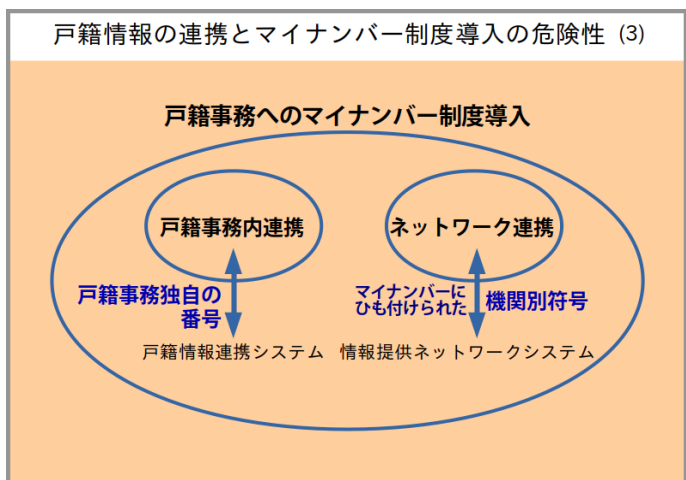 戸籍情報の連携とマイナンバー制度導入の危険性 (3)
戸籍事務へのマイナンバー制度導入
戸籍事務内連携
ネットワーク連携
戸籍事務独自の
番号
マイナンバーに
ひも付けられた
機関別符号
戸籍情報連携システム
情報提供ネットワークシステム